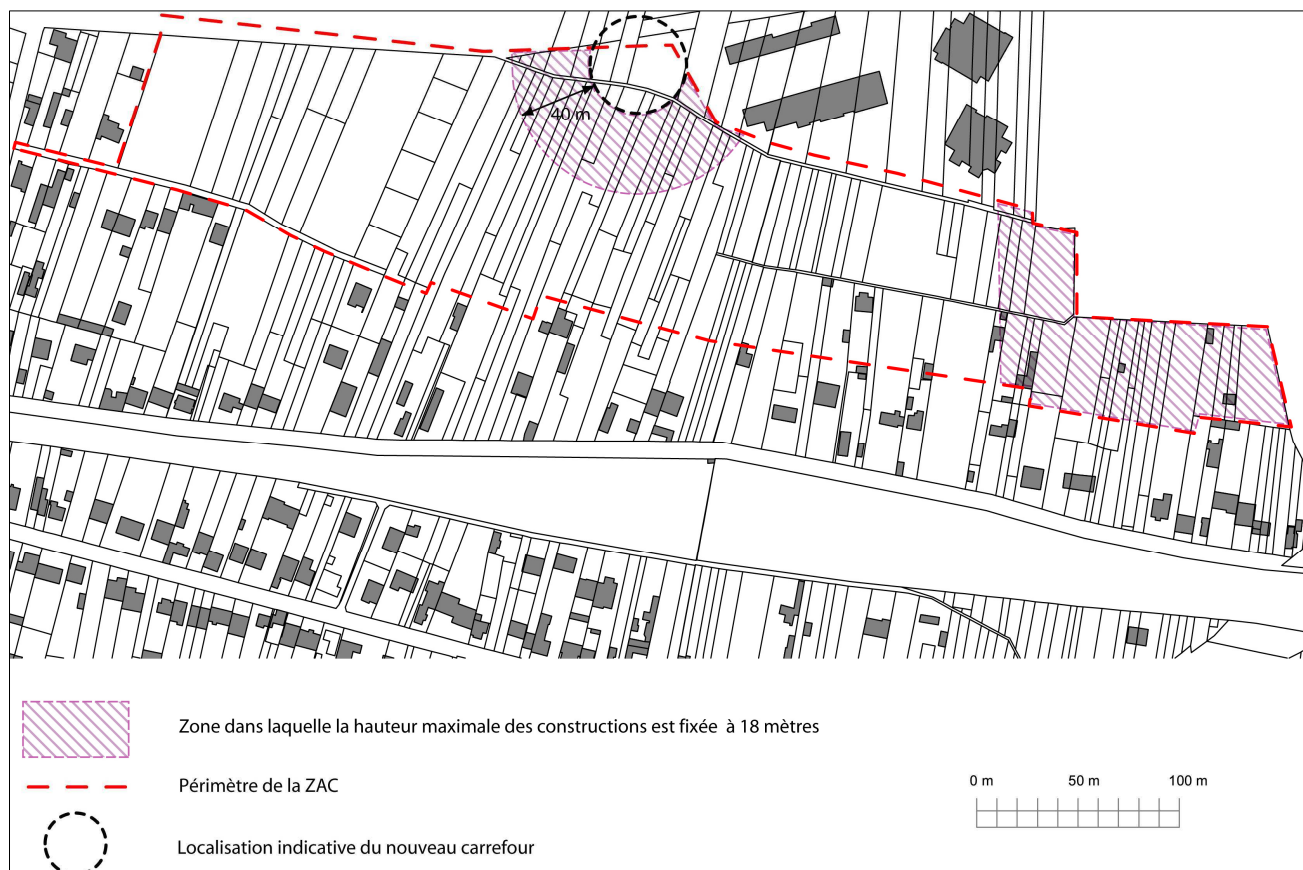 40 m
Zone dans laquelle la hauteur maximale des constructions est fixée à 18 mètres
Périmètre de la ZAC
0 m 50 m 100 m
Localisation indicative du nouveau carrefour